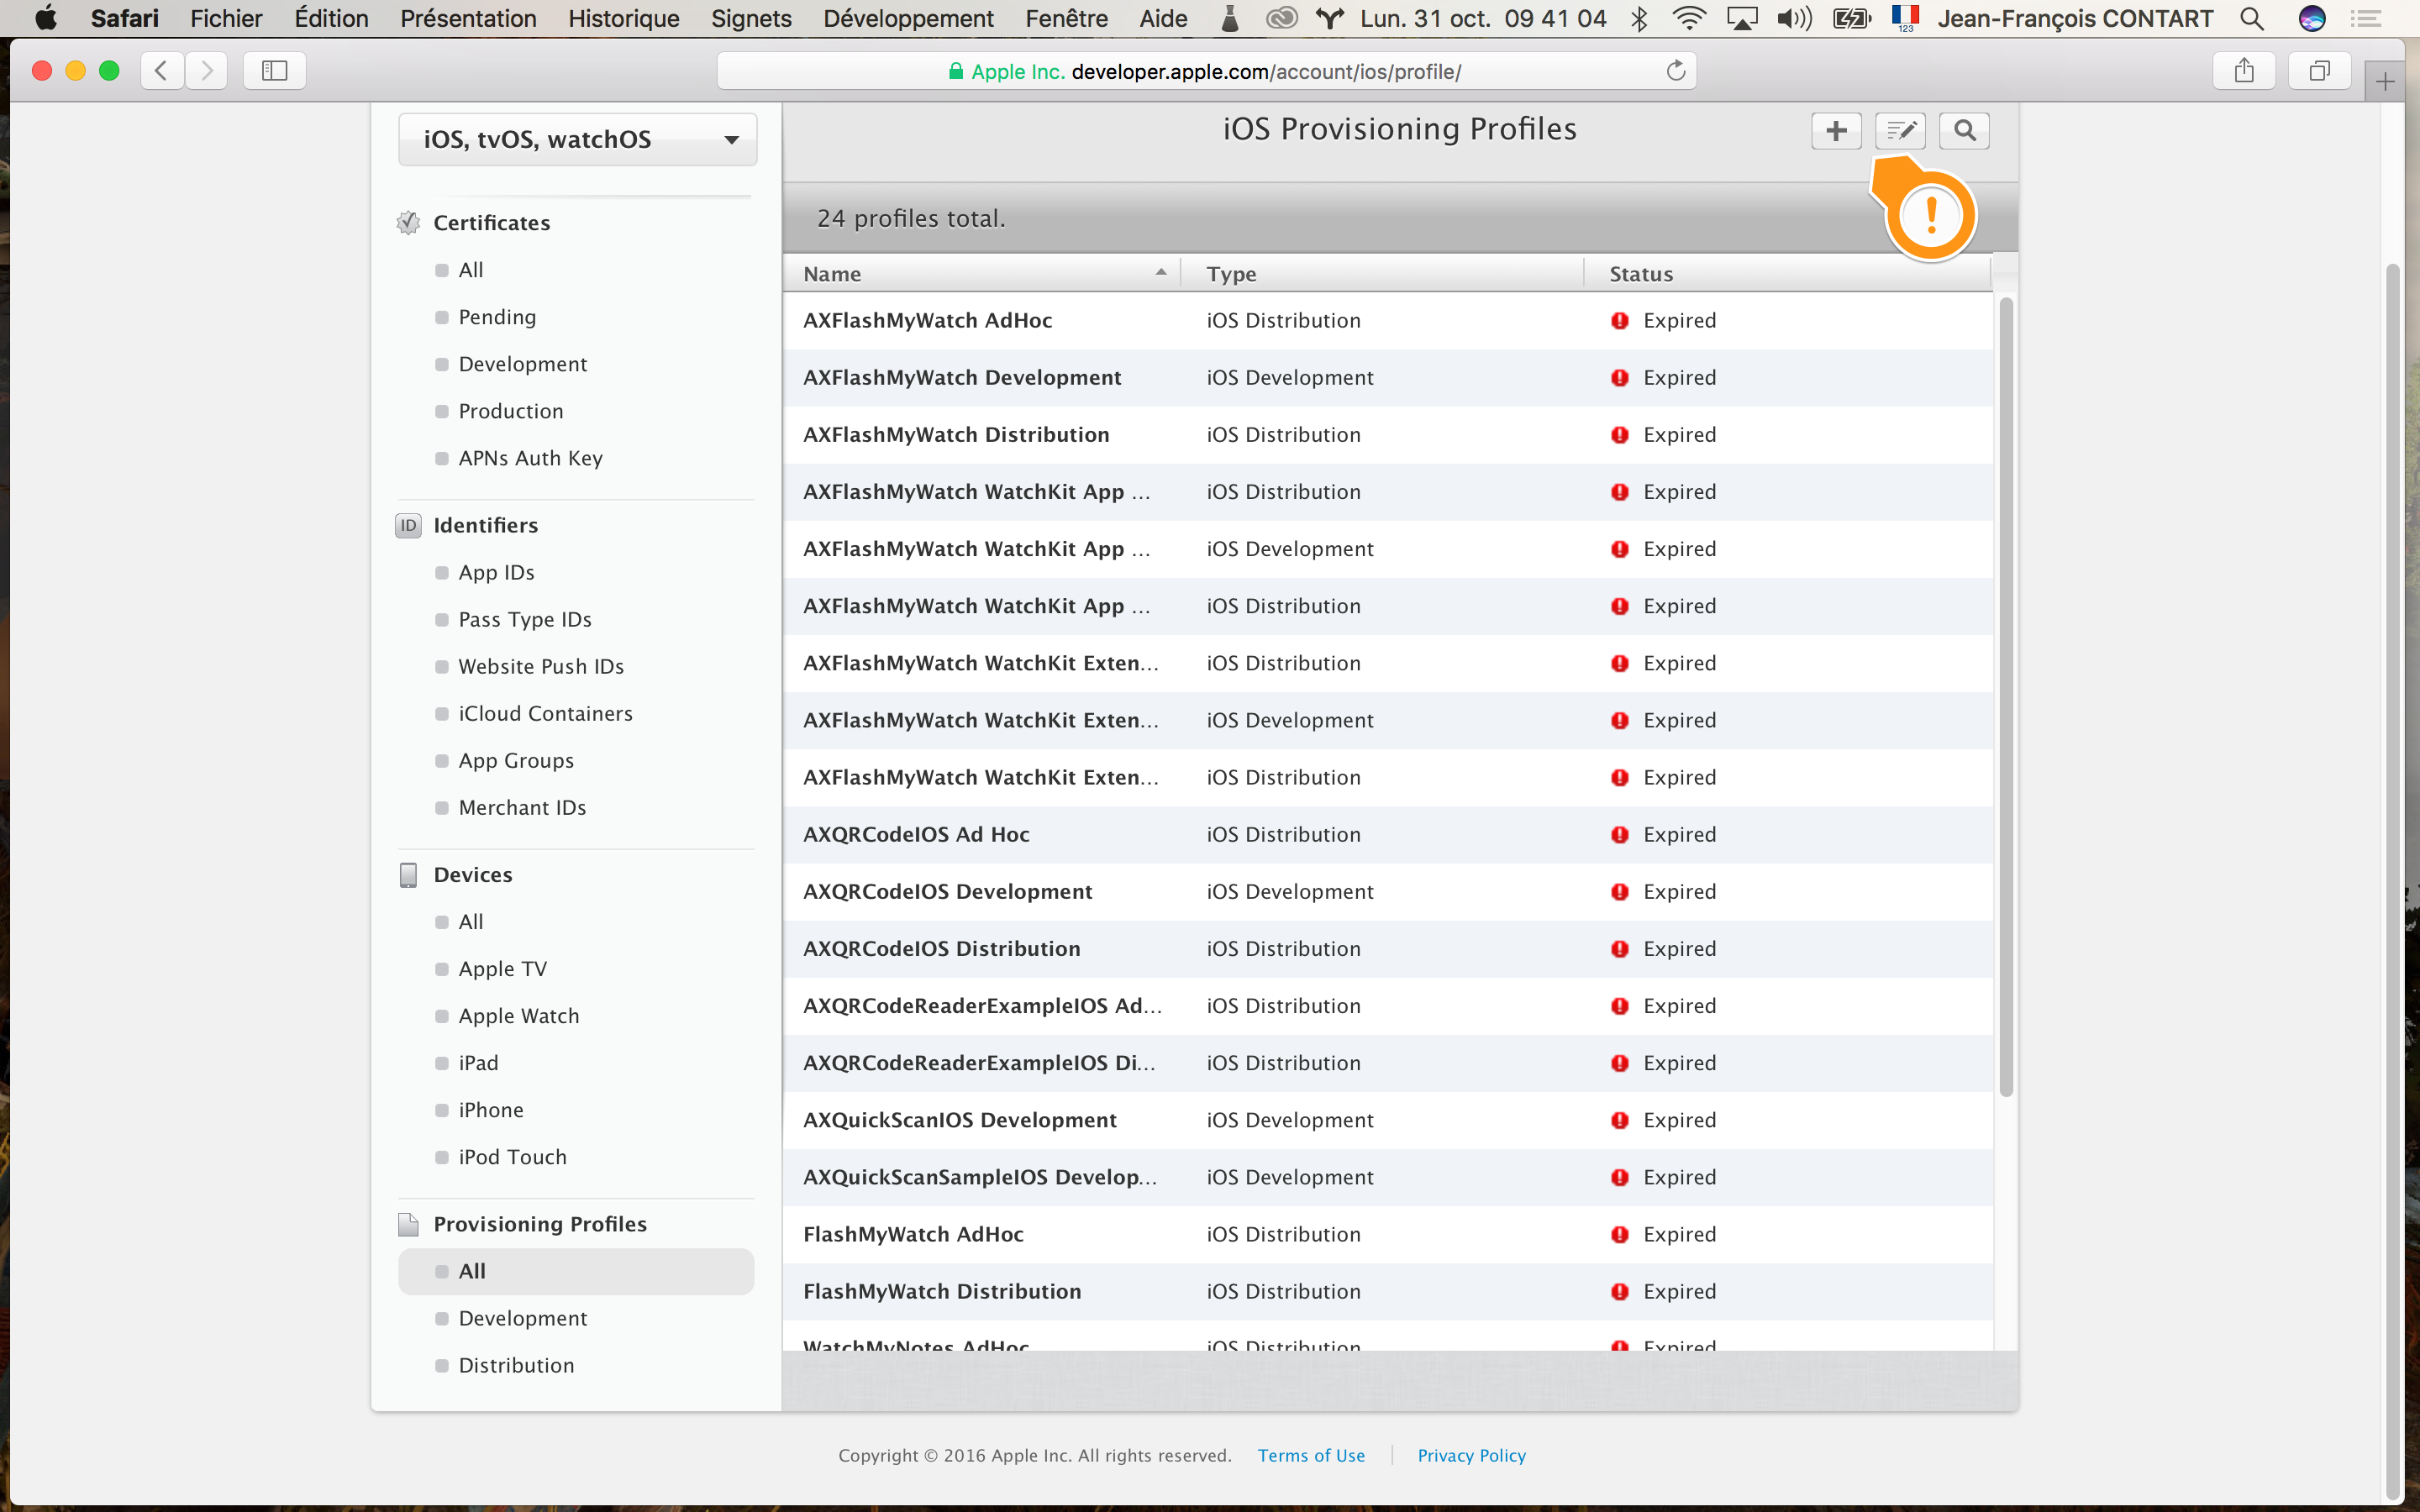 Safari Fichier Édition Présentation Historique Signets Développement Fenêtre Aide Lun. 31 oct. 09 41 04 123 Jean-François CONTART
Apple Inc. developer.apple.com/account/ios/profile/
iOS, tvOS, watchOS
Certificates
All
Pending
Development
Production
APNs Auth Key
ID Identifiers
App IDs
Pass Type IDs
Website Push IDs
iCloud Containers
App Groups
Merchant IDs
Devices
All
Apple TV
Apple Watch
iPad
iPhone
iPod Touch
Provisioning Profiles
All
Development
Distribution
iOS Provisioning Profiles
24 profiles total.
Name Type Status
AXFlashMyWatch AdHoc iOS Distribution Expired
AXFlashMyWatch Development iOS Development Expired
AXFlashMyWatch Distribution iOS Distribution Expired
AXFlashMyWatch WatchKit App ... iOS Distribution Expired
AXFlashMyWatch WatchKit App ... iOS Development Expired
AXFlashMyWatch WatchKit App ... iOS Distribution Expired
AXFlashMyWatch WatchKit Exten... iOS Distribution Expired
AXFlashMyWatch WatchKit Exten... iOS Development Expired
AXFlashMyWatch WatchKit Exten... iOS Distribution Expired
AXQRCodeIOS Ad Hoc iOS Distribution Expired
AXQRCodeIOS Development iOS Development Expired
AXQRCodeIOS Distribution iOS Distribution Expired
AXQRCodeReaderExampleIOS Ad... iOS Distribution Expired
AXQRCodeReaderExampleIOS Di... iOS Distribution Expired
AXQuickScanIOS Development iOS Development Expired
AXQuickScanSampleIOS Develop... iOS Development Expired
FlashMyWatch AdHoc iOS Distribution Expired
FlashMyWatch Distribution iOS Distribution Expired
WatchMyNotes AdHoc iOS Distribution Expired
Copyright © 2016 Apple Inc. All rights reserved. Terms of Use Privacy Policy